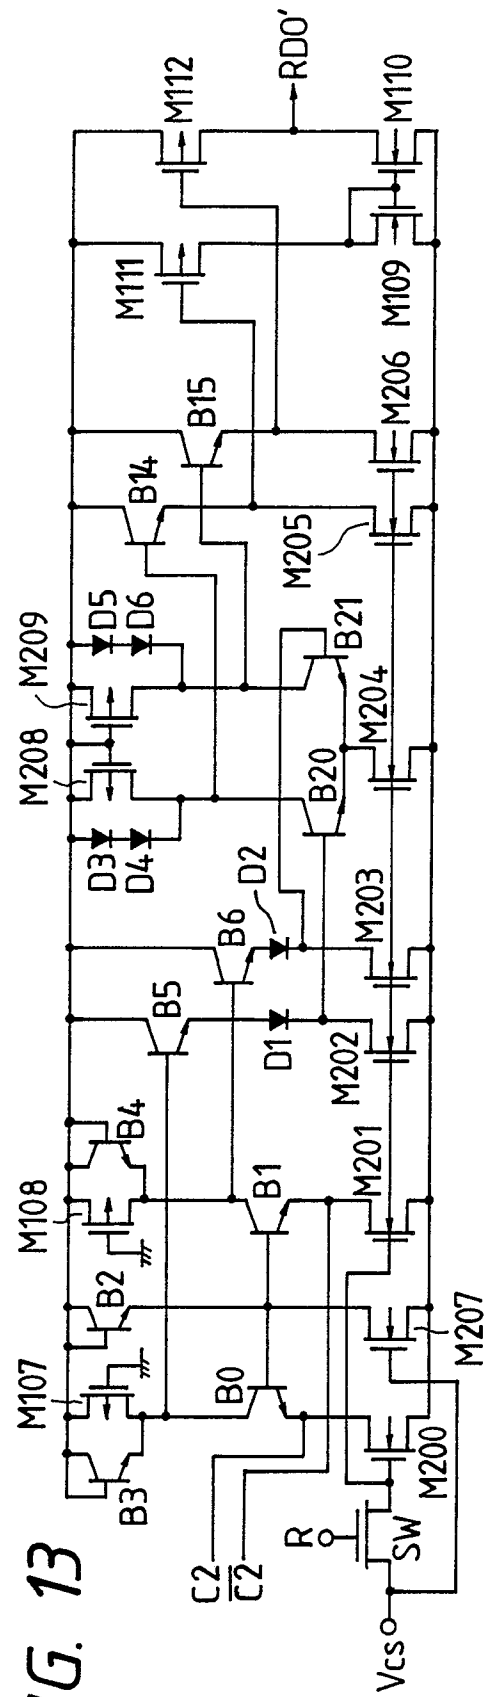 FIG. 13
M107
M108
M208
M209
B3
B2
B4
D3
D4
D5
D6
B5
B6
B14
B15
M111
M112
B0
B1
D1
D2
B20
B21
RDO'
C2
C2
R
SW
Vcs
M200
M207
M201
M202
M203
M204
M205
M206
M109
M110